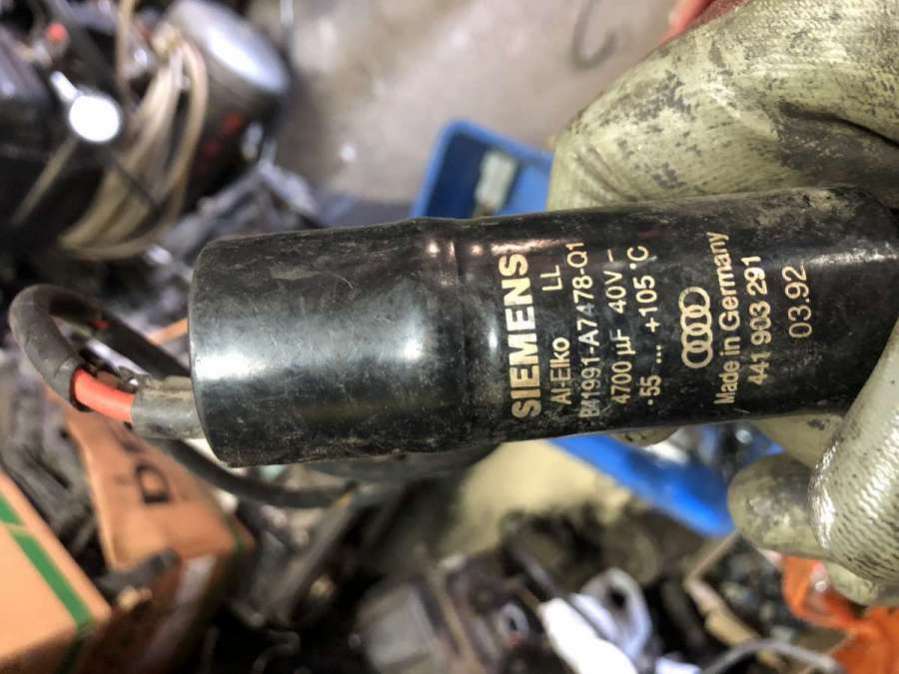 SIEMENS
Al-Elko LL
B41991-A7478-Q1
4700 µF 40V -
-55 ... +105°C
Made in Germany
441 903 291
03.92